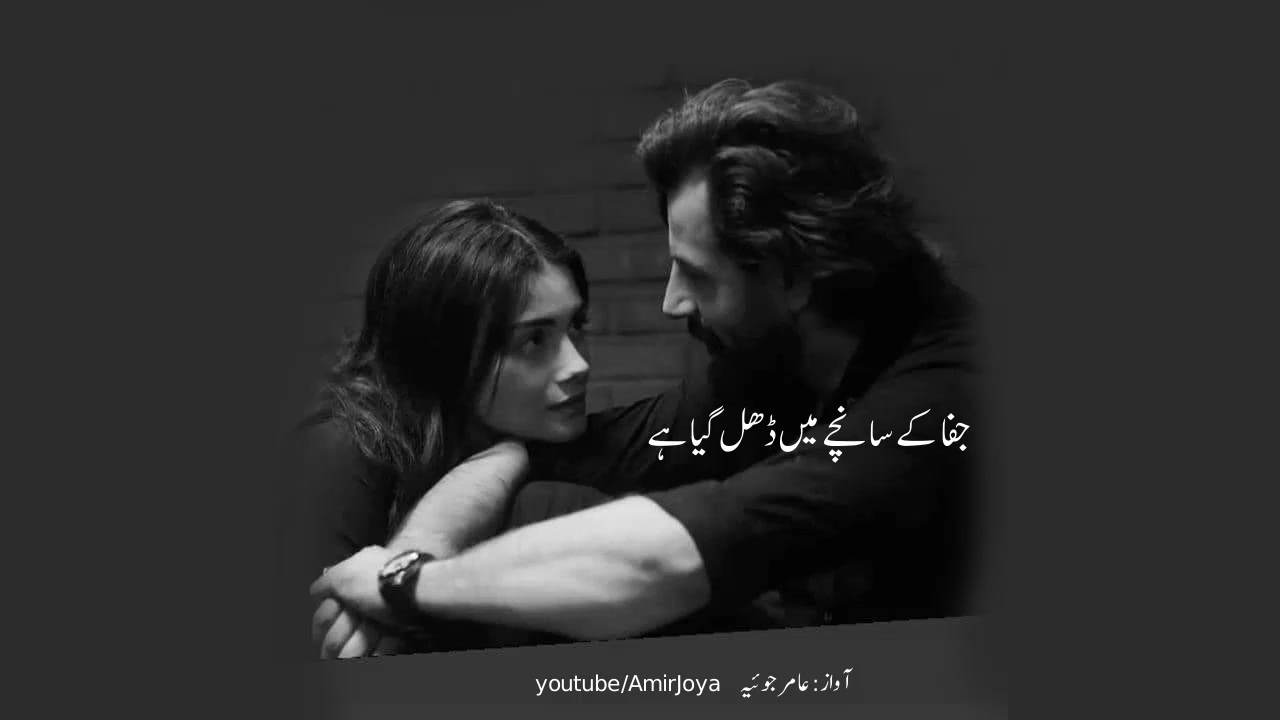 جفا کے سانچے میں ڈھل گیا ہے
youtube/AmirJoya آواز : عامر جوئیہ